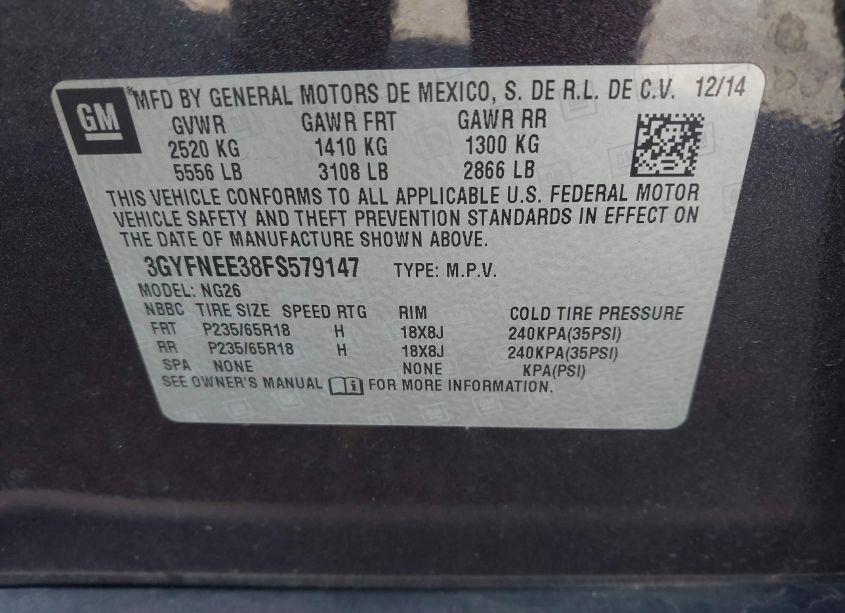 GM
®MFD BY GENERAL MOTORS DE MEXICO, S. DE R.L. DE C.V. 12/14
GVWR GAWR FRT GAWR RR
2520 KG 1410 KG 1300 KG
5556 LB 3108 LB 2866 LB
THIS VEHICLE CONFORMS TO ALL APPLICABLE U.S. FEDERAL MOTOR
VEHICLE SAFETY AND THEFT PREVENTION STANDARDS IN EFFECT ON
THE DATE OF MANUFACTURE SHOWN ABOVE.
3GYFNEE38FS579147 TYPE: M.P.V.
MODEL: NG26
NBBC TIRE SIZE SPEED RTG RIM COLD TIRE PRESSURE
FRT P235/65R18 H 18X8J 240KPA(35PSI)
RR P235/65R18 H 18X8J 240KPA(35PSI)
SPA NONE NONE KPA(PSI)
SEE OWNER'S MANUAL FOR MORE INFORMATION.